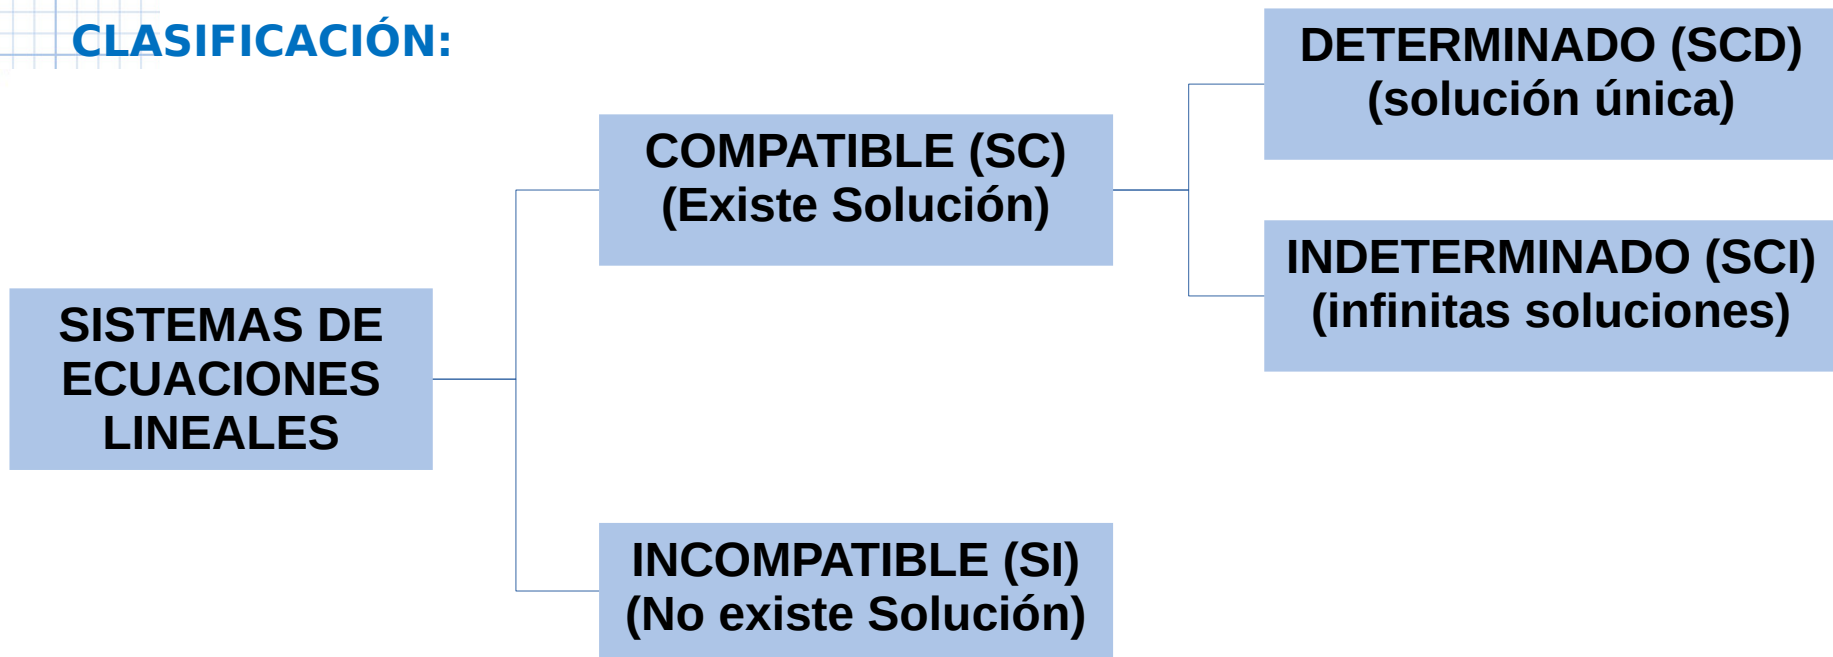 CLASIFICACIÓN:
SISTEMAS DE
ECUACIONES
LINEALES
COMPATIBLE (SC)
(Existe Solución)
DETERMINADO (SCD)
(solución única)
INDETERMINADO (SCI)
(infinitas soluciones)
INCOMPATIBLE (SI)
(No existe Solución)